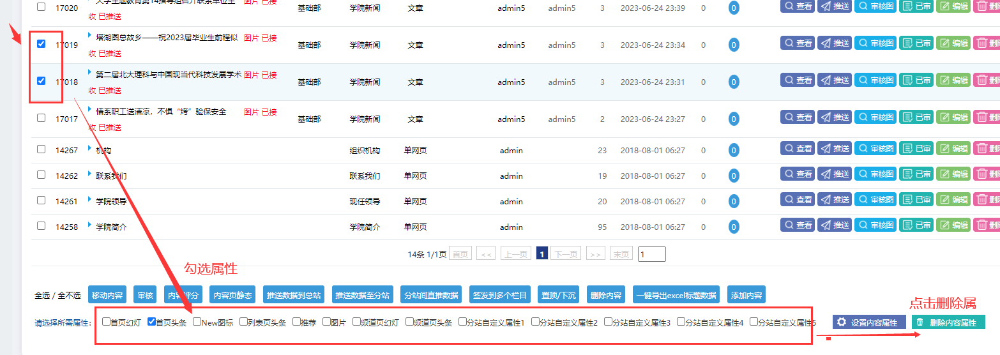 大学主题教育第14指导组召开联系单位主 图片 已接
17020 基础部 学院新闻 文章 admin5 admin5 3 2023-06-24 23:39 0 0 查看 推送 审核图 已审 编辑
收 已推送
塔湖图总故乡——祝2023届毕业生前程似 图片 已接
17019 基础部 学院新闻 文章 admin5 admin5 3 2023-06-24 23:34 0 0 查看 推送 审核图 已审 编辑
收 已推送
第二届北大理科与中国现当代科技发展学术 图片 已接
17018 基础部 学院新闻 文章 admin5 admin5 3 2023-06-24 23:31 0 0 查看 推送 审核图 已审 编辑
收 已推送
情系职工送清凉，不惧“烤”验保安全 图片 已接
17017 基础部 学院新闻 文章 admin5 admin5 2 2023-06-24 23:27 0 0 查看 推送 审核图 已审 编辑
收 已推送
14267 机构 组织机构 单网页 admin 23 2018-08-01 06:27 0 0 查看 推送 审核图 已审 编辑
14262 联系我们 联系我们 单网页 admin 19 2018-08-01 06:27 0 0 查看 推送 审核图 已审 编辑
14261 学院领导 现任领导 单网页 admin 20 2018-08-01 06:27 0 0 查看 推送 审核图 已审 编辑
14258 学院简介 学院简介 单网页 admin 95 2018-08-01 06:27 0 0 查看 推送 审核图 已审 编辑
14条 1/1页 首页 << 上一页 1 下一页 >> 末页 1
勾选属性
全选 / 全不选 移动内容 审核 内容评分 内容页静态 推送数据到总站 推送数据至分站 分站间直推数据 签发到多个栏目 置顶/下沉 删除内容 一键导出excel标题数据 添加内容
点击删除属
请选择所需属性： 首页幻灯 首页头条 New图标 列表页头条 推荐 图片 频道页幻灯 频道页头条 分站自定义属性1 分站自定义属性2 分站自定义属性3 分站自定义属性4 分站自定义属性5 设置内容属性 删除内容属性